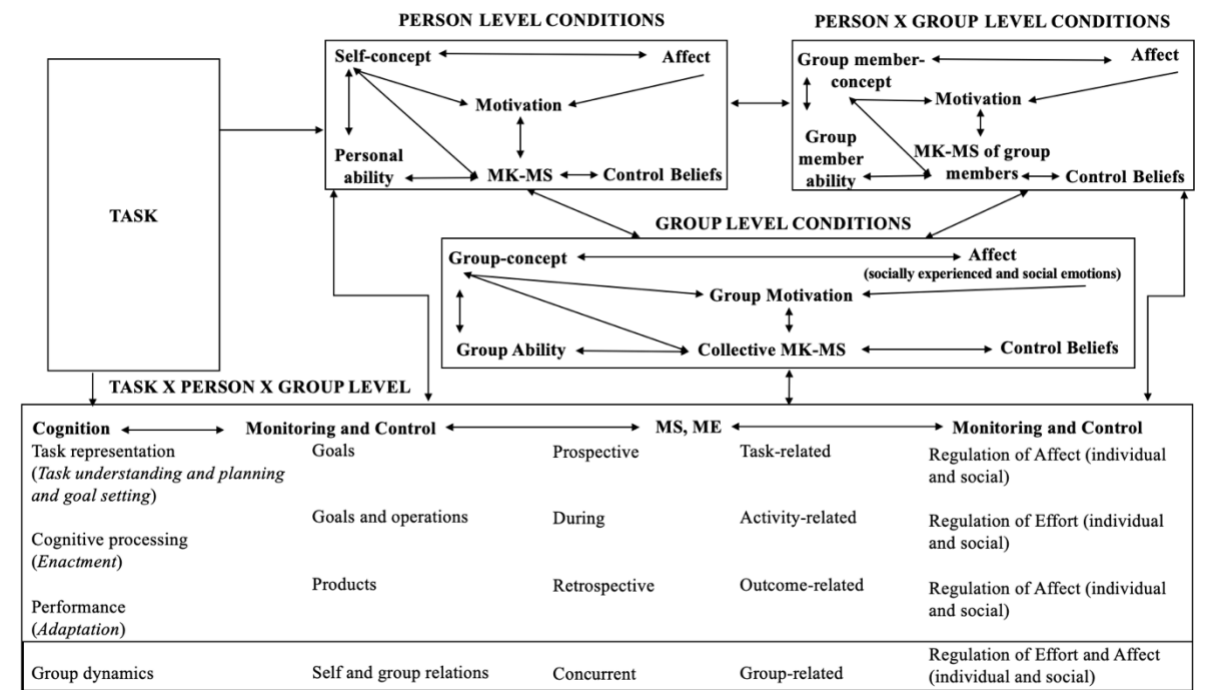 PERSON LEVEL CONDITIONS
PERSON X GROUP LEVEL CONDITIONS
TASK
Self-concept
Affect
Motivation
Personal
ability
MK-MS
Control Beliefs
Group member-
concept
Affect
Motivation
Group
member
ability
MK-MS of group
members
Control Beliefs
GROUP LEVEL CONDITIONS
Group-concept
Affect
(socially experienced and social emotions)
Group Motivation
Group Ability
Collective MK-MS
Control Beliefs
TASK X PERSON X GROUP LEVEL
Cognition
Monitoring and Control
MS, ME
Monitoring and Control
Task representation
(Task understanding and planning
and goal setting)
Goals
Prospective
Task-related
Regulation of Affect (individual
and social)
Cognitive processing
(Enactment)
Goals and operations
During
Activity-related
Regulation of Effort (individual
and social)
Performance
(Adaptation)
Products
Retrospective
Outcome-related
Regulation of Affect (individual
and social)
Group dynamics
Self and group relations
Concurrent
Group-related
Regulation of Effort and Affect
(individual and social)